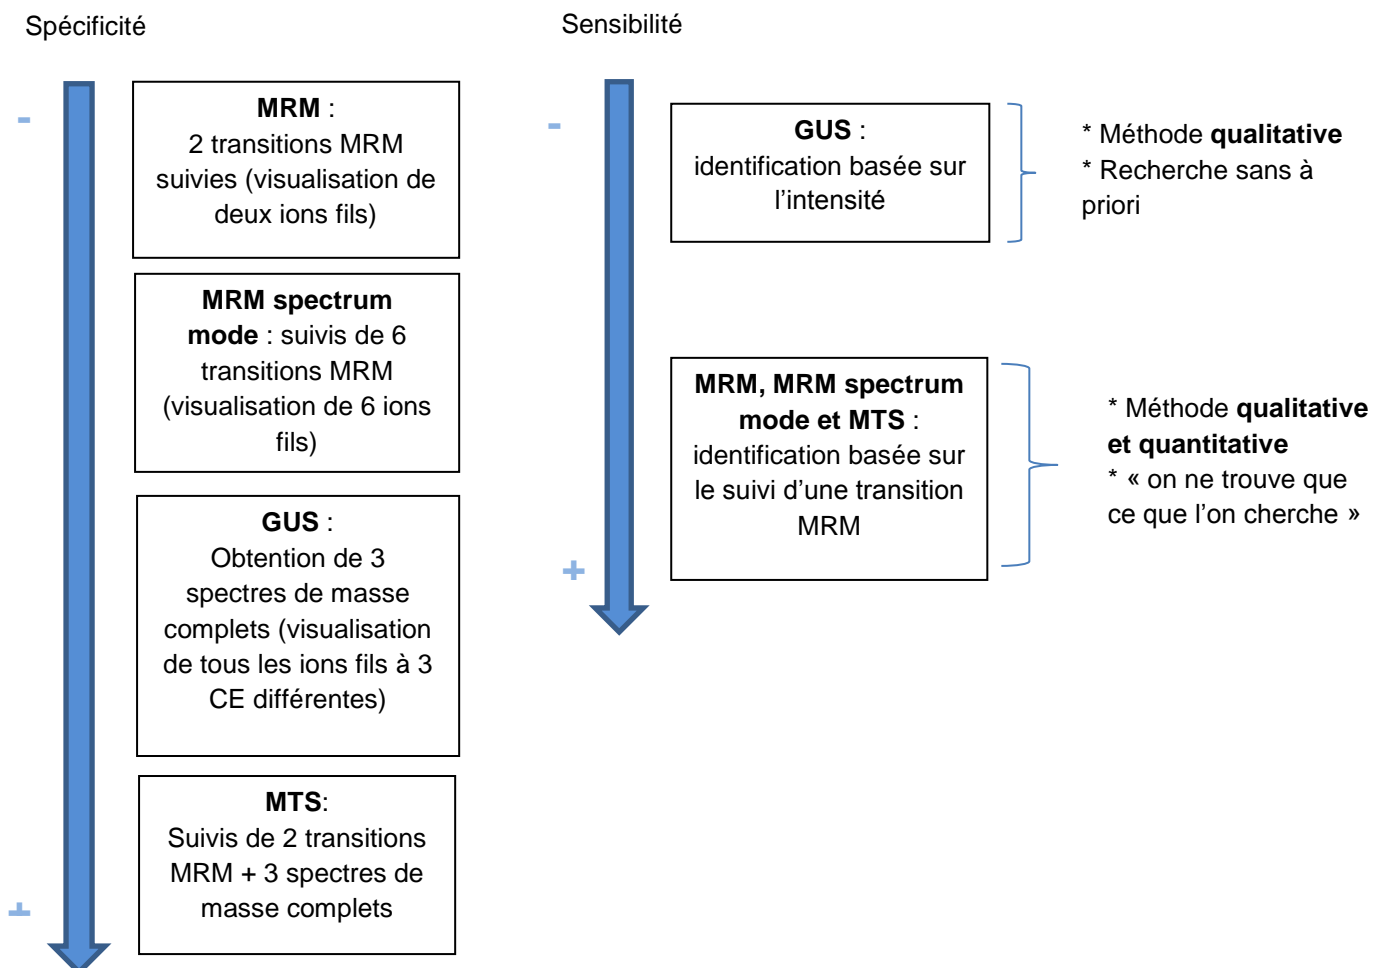 Spécificité
-
MRM :
2 transitions MRM
suivies (visualisation de
deux ions fils)
MRM spectrum
mode : suivis de 6
transitions MRM
(visualisation de 6 ions
fils)
GUS :
Obtention de 3
spectres de masse
complets (visualisation
de tous les ions fils à 3
CE différentes)
MTS:
Suivis de 2 transitions
MRM + 3 spectres de
masse complets
+
Sensibilité
-
GUS :
identification basée sur
l’intensité
* Méthode qualitative
* Recherche sans à
priori
MRM, MRM spectrum
mode et MTS :
identification basée sur
le suivi d’une transition
MRM
+
* Méthode qualitative
et quantitative
* « on ne trouve que
ce que l’on cherche »